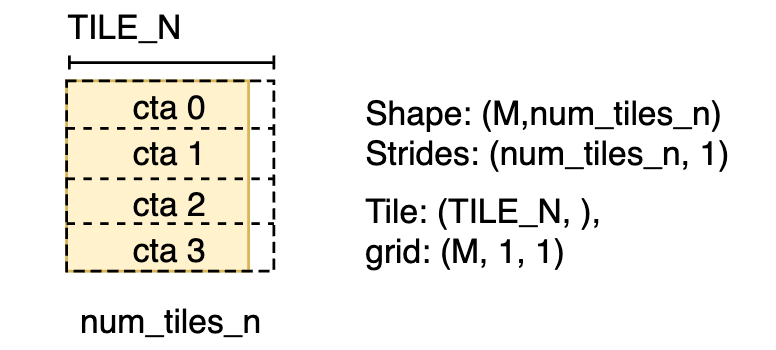 TILE_N
cta 0
cta 1
cta 2
cta 3
num_tiles_n
Shape: (M,num_tiles_n)
Strides: (num_tiles_n, 1)
Tile: (TILE_N, ),
grid: (M, 1, 1)